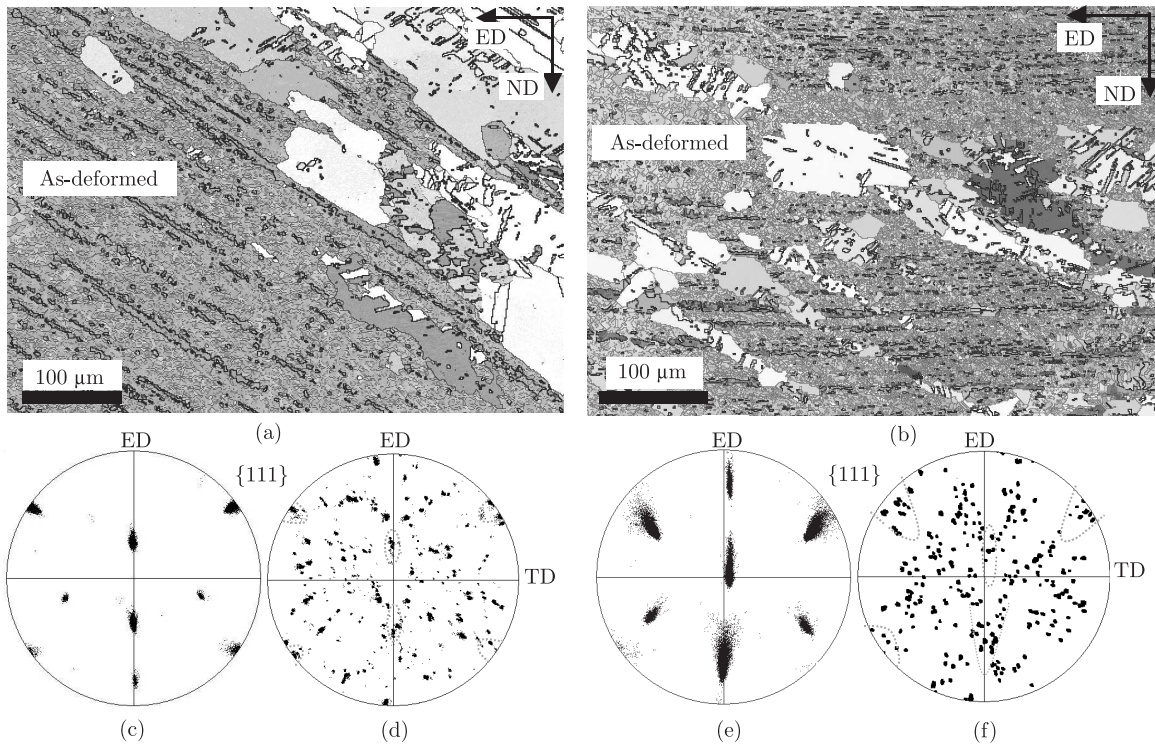 ED
ND
As-deformed
100 µm
(a)
ED
ND
As-deformed
100 µm
(b)
ED
{111}
(c)
ED
TD
(d)
ED
{111}
(e)
ED
TD
(f)